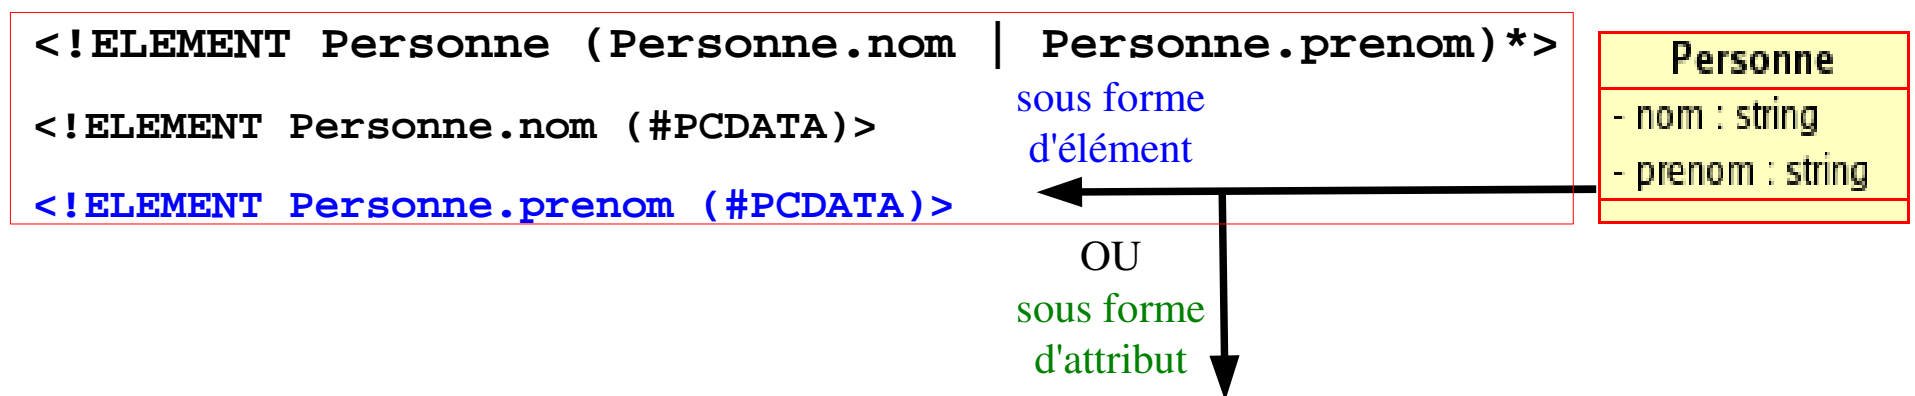 <!ELEMENT Personne (Personne.nom | Personne.prenom)*>
<!ELEMENT Personne.nom (#PCDATA)>
<!ELEMENT Personne.prenom (#PCDATA)>
sous forme
d'élément
OU
sous forme
d'attribut
Personne
- nom : string
- prenom : string